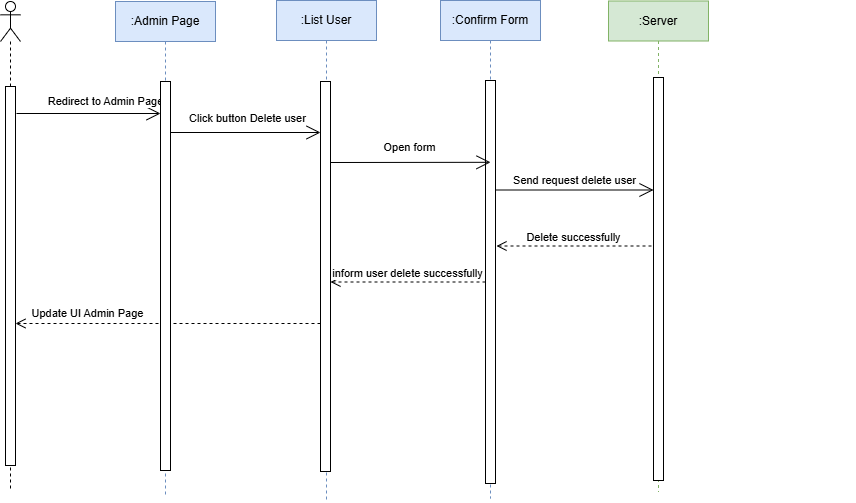 :Admin Page
:List User
:Confirm Form
:Server
Redirect to Admin Page
Click button Delete user
Open form
Send request delete user
Delete successfully
inform user delete successfully
Update UI Admin Page